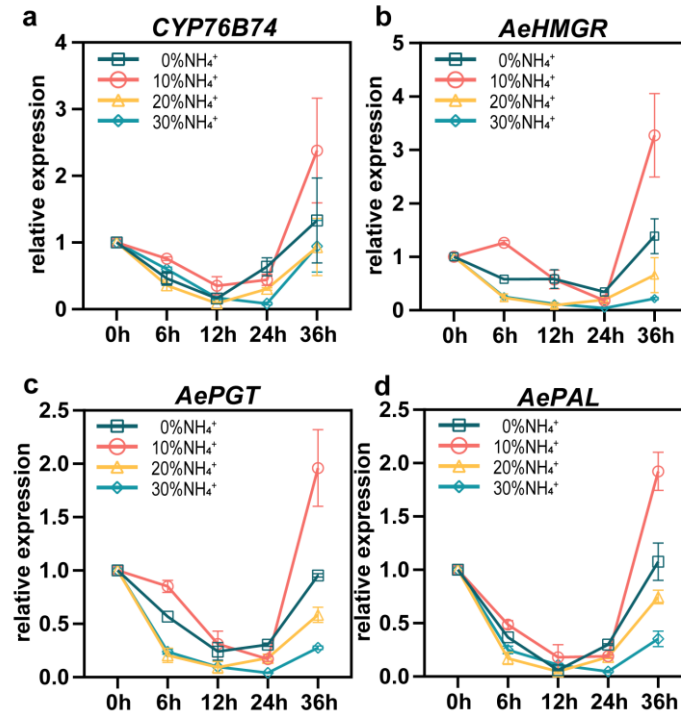 a
CYP76B74
relative expression
4
3
2
1
0
0%NH₄⁺
10%NH₄⁺
20%NH₄⁺
30%NH₄⁺
0h 6h 12h 24h 36h
b
AeHMGR
relative expression
5
4
3
2
1
0
0%NH₄⁺
10%NH₄⁺
20%NH₄⁺
30%NH₄⁺
0h 6h 12h 24h 36h
c
AePGT
relative expression
2.5
2.0
1.5
1.0
0.5
0.0
0%NH₄⁺
10%NH₄⁺
20%NH₄⁺
30%NH₄⁺
0h 6h 12h 24h 36h
d
AePAL
relative expression
2.5
2.0
1.5
1.0
0.5
0.0
0%NH₄⁺
10%NH₄⁺
20%NH₄⁺
30%NH₄⁺
0h 6h 12h 24h 36h